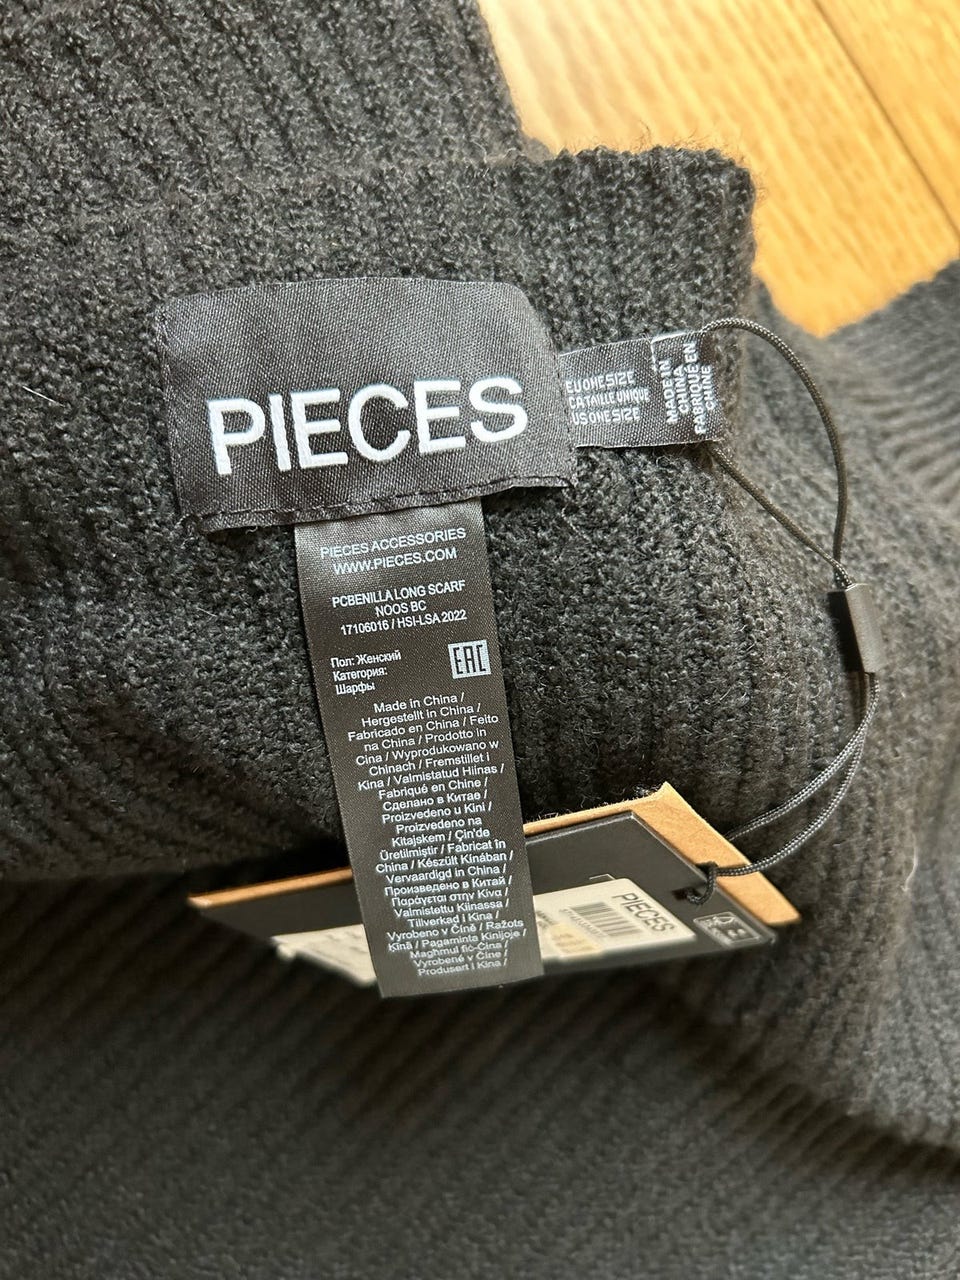 PIECES
EU ONE SIZE
CA TAILLE UNIQUE
US ONE SIZE
MADE IN
CHINA
FABRIQUÉ EN
CHINE
PIECES ACCESSORIES
WWW.PIECES.COM
PCBENILLA LONG SCARF
NOOS BC
17106016 / HSI-LSA 2022
Пол: Женский
Категория:
Шарфы
EAC
Made in China /
Hergestellt in China /
Fabricado en China / Feito
na China / Prodotto in
Cina / Wyprodukowano w
Chinach / Fremstillet i
Kina / Valmistatud Hiinas /
Fabriqué en Chine /
Сделано в Китае /
Proizvedeno u Kini /
Proizvedeno na
Kitajskem / Çin'de
Üretilmiştir / Fabricat în
China / Készült Kínában /
Vervaardigd in China /
Произведено в Китай /
Παράγεται στην Κίνα /
Valmistettu Kiinassa /
Tillverkad i Kina /
Vyrobeno v Číně / Ražots
Ķīnā / Pagaminta Kinijoje /
Maghmul fiċ-Ċina /
Vyrobené v Číne /
Produsert i Kina /
PIECES